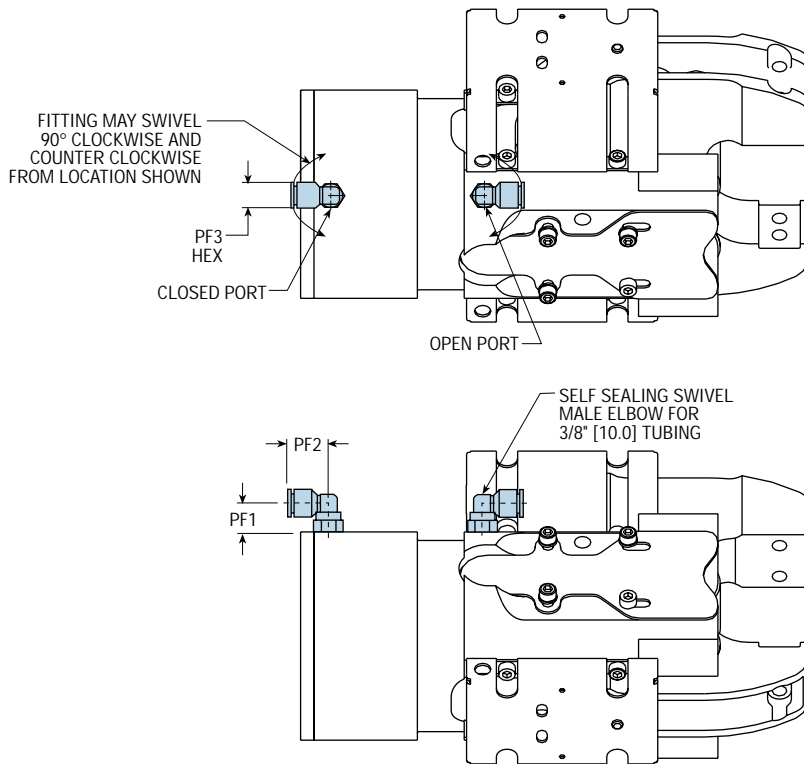 FITTING MAY SWIVEL
90° CLOCKWISE AND
COUNTER CLOCKWISE
FROM LOCATION SHOWN
PF3
HEX
CLOSED PORT
OPEN PORT
SELF SEALING SWIVEL
MALE ELBOW FOR
3/8" [10.0] TUBING
PF2
PF1